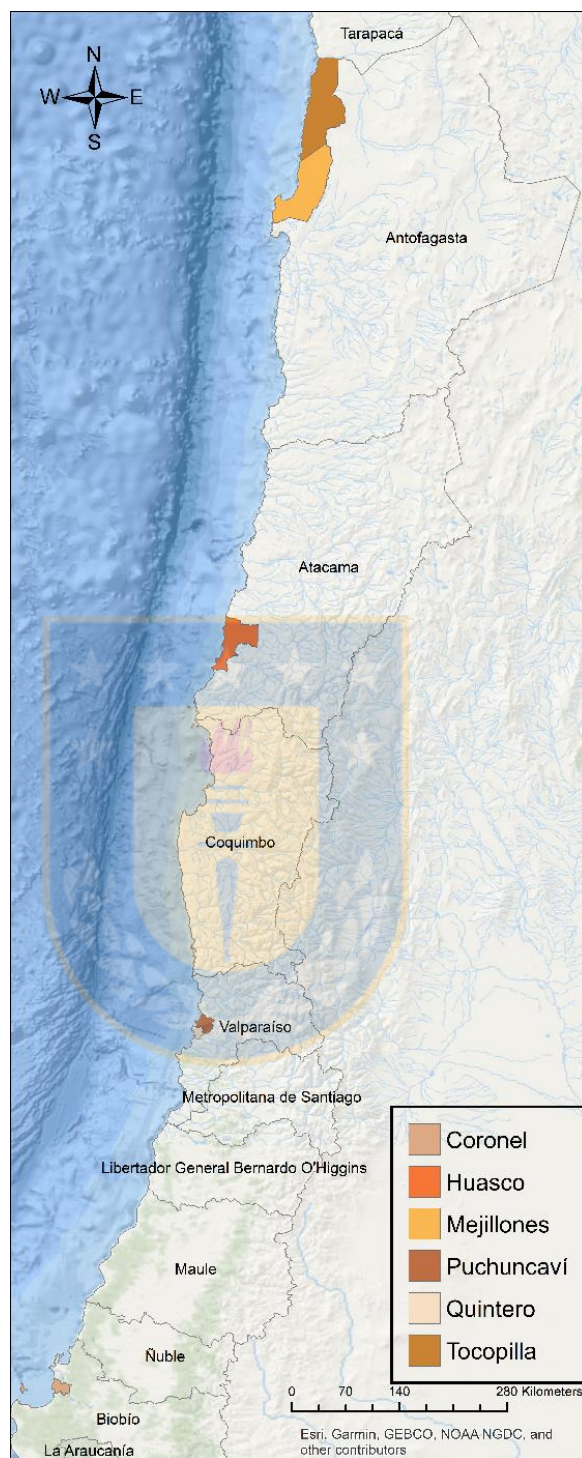 Tarapacá
N
W E
S
Antofagasta
Atacama
Coquimbo
Valparaíso
Metropolitana de Santiago
Libertador General Bernardo O'Higgins
Maule
Ñuble
Biobío
La Araucanía
Coronel
Huasco
Mejillones
Puchuncaví
Quintero
Tocopilla
0 70 140 280 Kilometers
Esri, Garmin, GEBCO, NOAA NGDC, and
other contributors